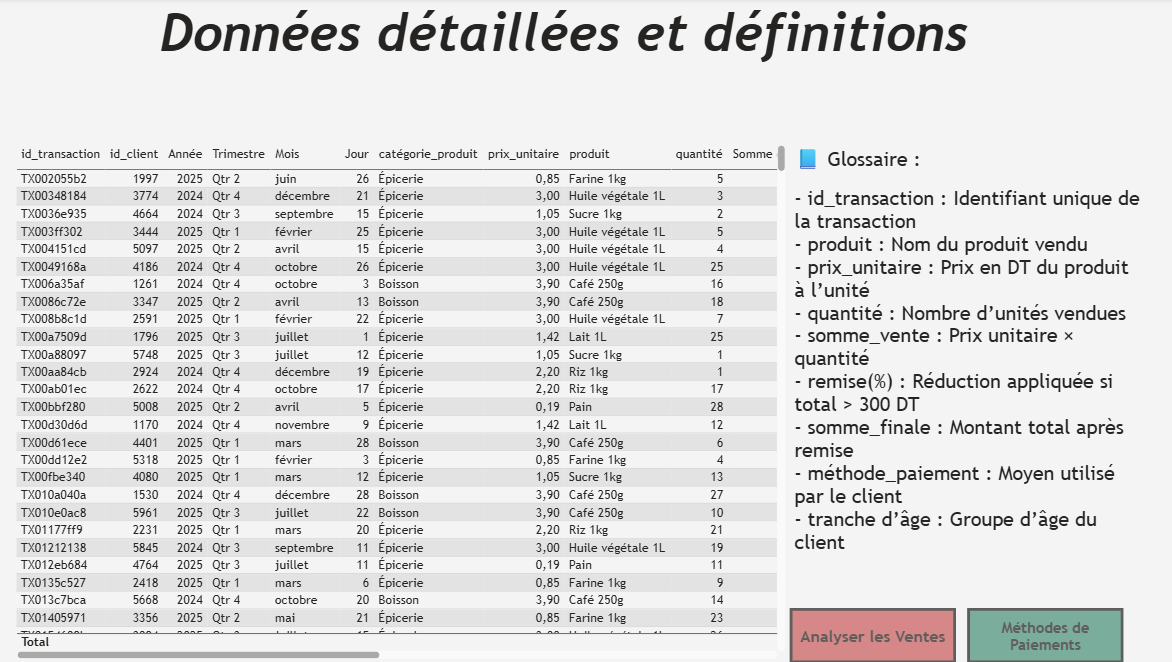 Données détaillées et définitions
id_transaction id_client Année Trimestre Mois Jour catégorie_produit prix_unitaire produit quantité Somme
TX002055b2 1997 2025 Qtr 2 juin 26 Épicerie 0,85 Farine 1kg 5
TX00348184 3774 2024 Qtr 4 décembre 21 Épicerie 3,00 Huile végétale 1L 3
TX0036e935 4664 2024 Qtr 3 septembre 15 Épicerie 1,05 Sucre 1kg 2
TX003ff302 3444 2025 Qtr 1 février 25 Épicerie 3,00 Huile végétale 1L 5
TX004151cd 5097 2025 Qtr 2 avril 15 Épicerie 3,00 Huile végétale 1L 4
TX0049168a 4186 2024 Qtr 4 octobre 26 Épicerie 3,00 Huile végétale 1L 25
TX006a35af 1261 2024 Qtr 4 octobre 3 Boisson 3,90 Café 250g 16
TX0086c72e 3347 2025 Qtr 2 avril 13 Boisson 3,90 Café 250g 18
TX008b8c1d 2591 2025 Qtr 1 février 22 Épicerie 3,00 Huile végétale 1L 7
TX00a7509d 1796 2025 Qtr 3 juillet 1 Épicerie 1,42 Lait 1L 25
TX00a88097 5748 2025 Qtr 3 juillet 12 Épicerie 1,05 Sucre 1kg 1
TX00aa84cb 2924 2024 Qtr 4 décembre 19 Épicerie 2,20 Riz 1kg 1
TX00ab01ec 2622 2024 Qtr 4 octobre 17 Épicerie 2,20 Riz 1kg 17
TX00bbf280 5008 2025 Qtr 2 avril 5 Épicerie 0,19 Pain 28
TX00d30d6d 1170 2024 Qtr 4 novembre 9 Épicerie 1,42 Lait 1L 12
TX00d61ece 4401 2025 Qtr 1 mars 28 Boisson 3,90 Café 250g 6
TX00dd12e2 5318 2025 Qtr 1 février 3 Épicerie 0,85 Farine 1kg 4
TX00fbe340 4080 2025 Qtr 1 mars 12 Épicerie 1,05 Sucre 1kg 13
TX010a040a 1530 2024 Qtr 4 décembre 28 Boisson 3,90 Café 250g 27
TX010e0ac8 5961 2025 Qtr 3 juillet 22 Boisson 3,90 Café 250g 10
TX01177ff9 2231 2025 Qtr 1 mars 20 Épicerie 2,20 Riz 1kg 21
TX01212138 5845 2024 Qtr 3 septembre 11 Épicerie 3,00 Huile végétale 1L 19
TX012eb684 4764 2025 Qtr 3 juillet 11 Épicerie 0,19 Pain 11
TX0135c527 2418 2025 Qtr 1 mars 6 Épicerie 0,85 Farine 1kg 9
TX013c7bca 5668 2024 Qtr 4 octobre 20 Boisson 3,90 Café 250g 14
TX01405971 3356 2025 Qtr 2 mai 21 Épicerie 0,85 Farine 1kg 23
Total
📘 Glossaire :
- id_transaction : Identifiant unique de
la transaction
- produit : Nom du produit vendu
- prix_unitaire : Prix en DT du produit
à l’unité
- quantité : Nombre d’unités vendues
- somme_vente : Prix unitaire ×
quantité
- remise(%) : Réduction appliquée si
total > 300 DT
- somme_finale : Montant total après
remise
- méthode_paiement : Moyen utilisé
par le client
- tranche d’âge : Groupe d’âge du
client
Analyser les Ventes
Méthodes de
Paiements